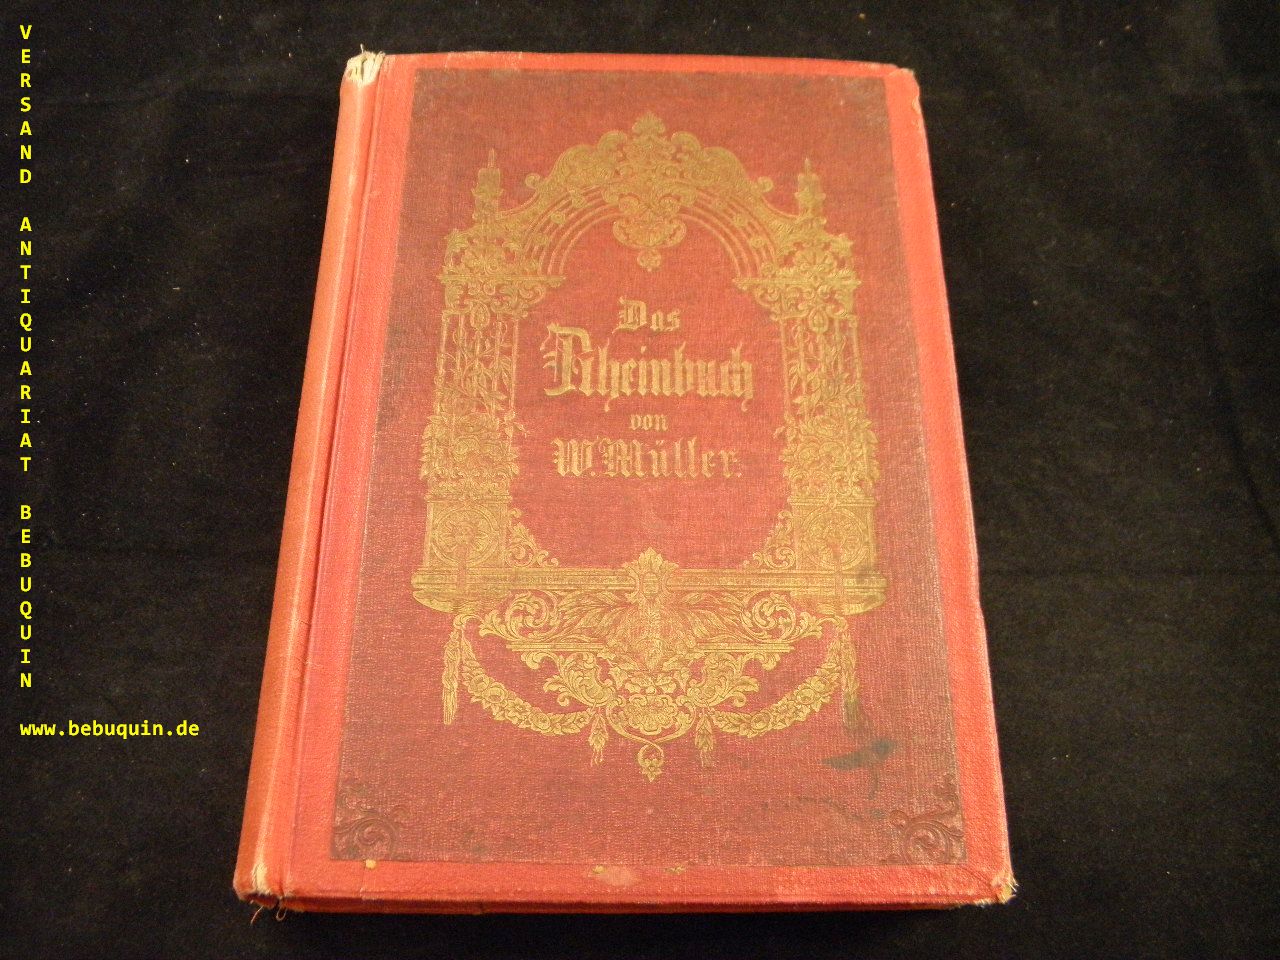 VERSAND ANTIQUARIAT BEBUQUIN
www.bebuquin.de
Das
Rheinbuch
von
W. Müller.